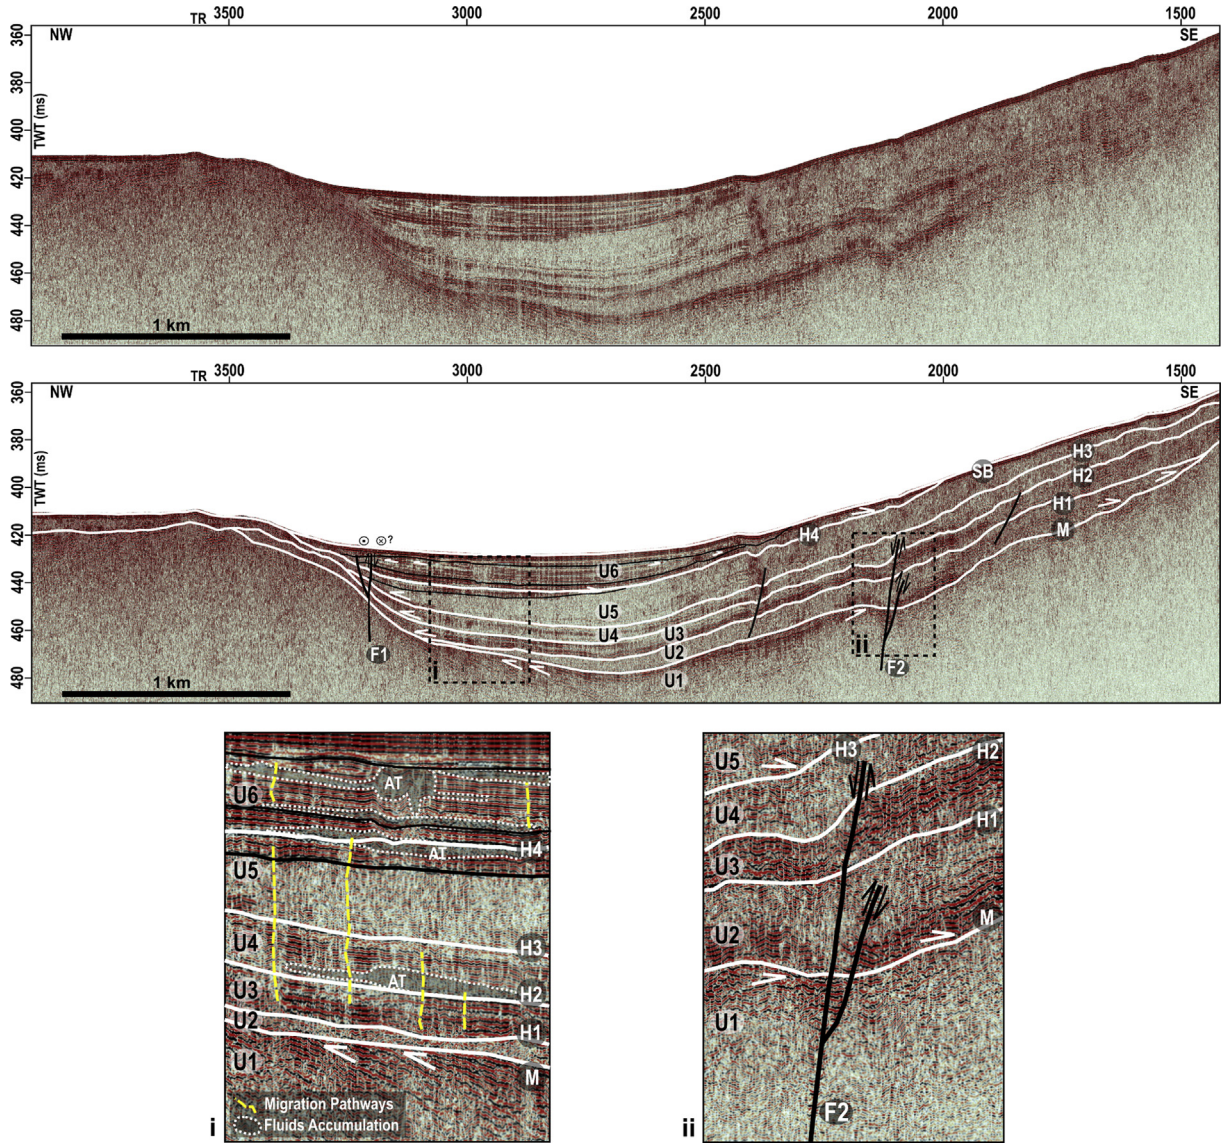 TR 3500 3000 2500 2000 1500
NW SE
360
380
400
420
440
460
480
TWT (ms)
1 km
TR 3500 3000 2500 2000 1500
NW SE
360
380
400
420
440
460
480
TWT (ms)
SB H3
H2
H1
H4 M
?
U6
U5
U4 U3
U2
U1
F1 i ii F2
1 km
AT
U6
AT H4
U5
U4 H3
AT
U3 H2
U2 H1
U1
M
Migration Pathways
Fluids Accumulation
i
U5 H3 H2
U4
H1
U3
U2 M
U1
F2
ii